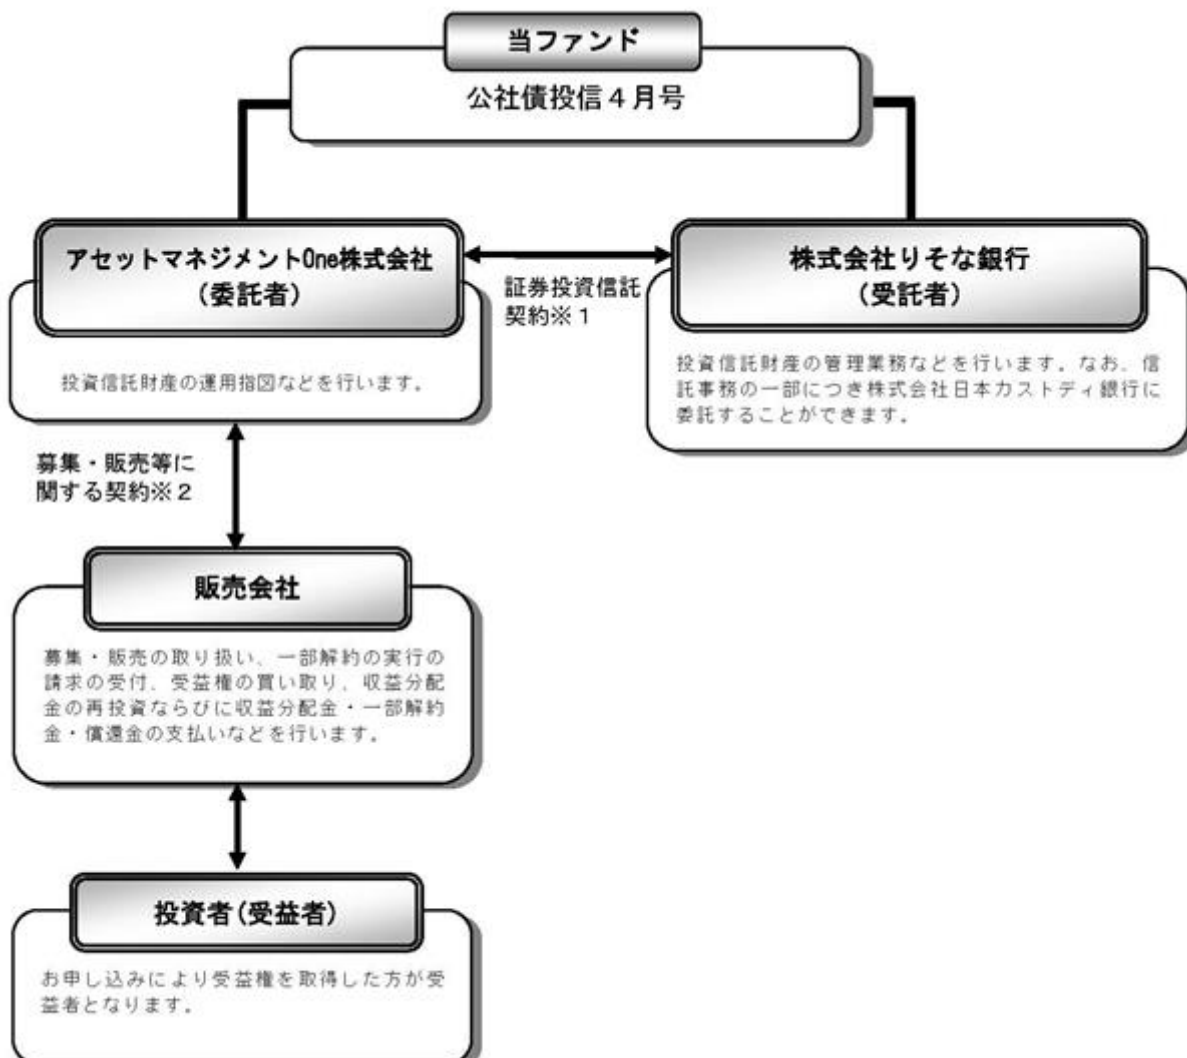 当ファンド
公社債投信４月号
アセットマネジメントOne株式会社
（委託者）
投資信託財産の運用指図などを行います。
証券投資信託
契約※１
株式会社りそな銀行
（受託者）
投資信託財産の管理業務などを行います。なお、信
託事務の一部につき株式会社日本カストディ銀行に
委託することができます。
募集・販売等に
関する契約※２
販売会社
募集・販売の取り扱い、一部解約の実行の
請求の受付、受益権の買い取り、収益分配
金の再投資ならびに収益分配金・一部解約
金・償還金の支払いなどを行います。
投資者(受益者)
お申し込みにより受益権を取得した方が受
益者となります。